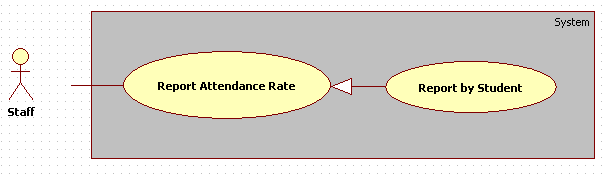 System
Report Attendance Rate
Report by Student
Staff